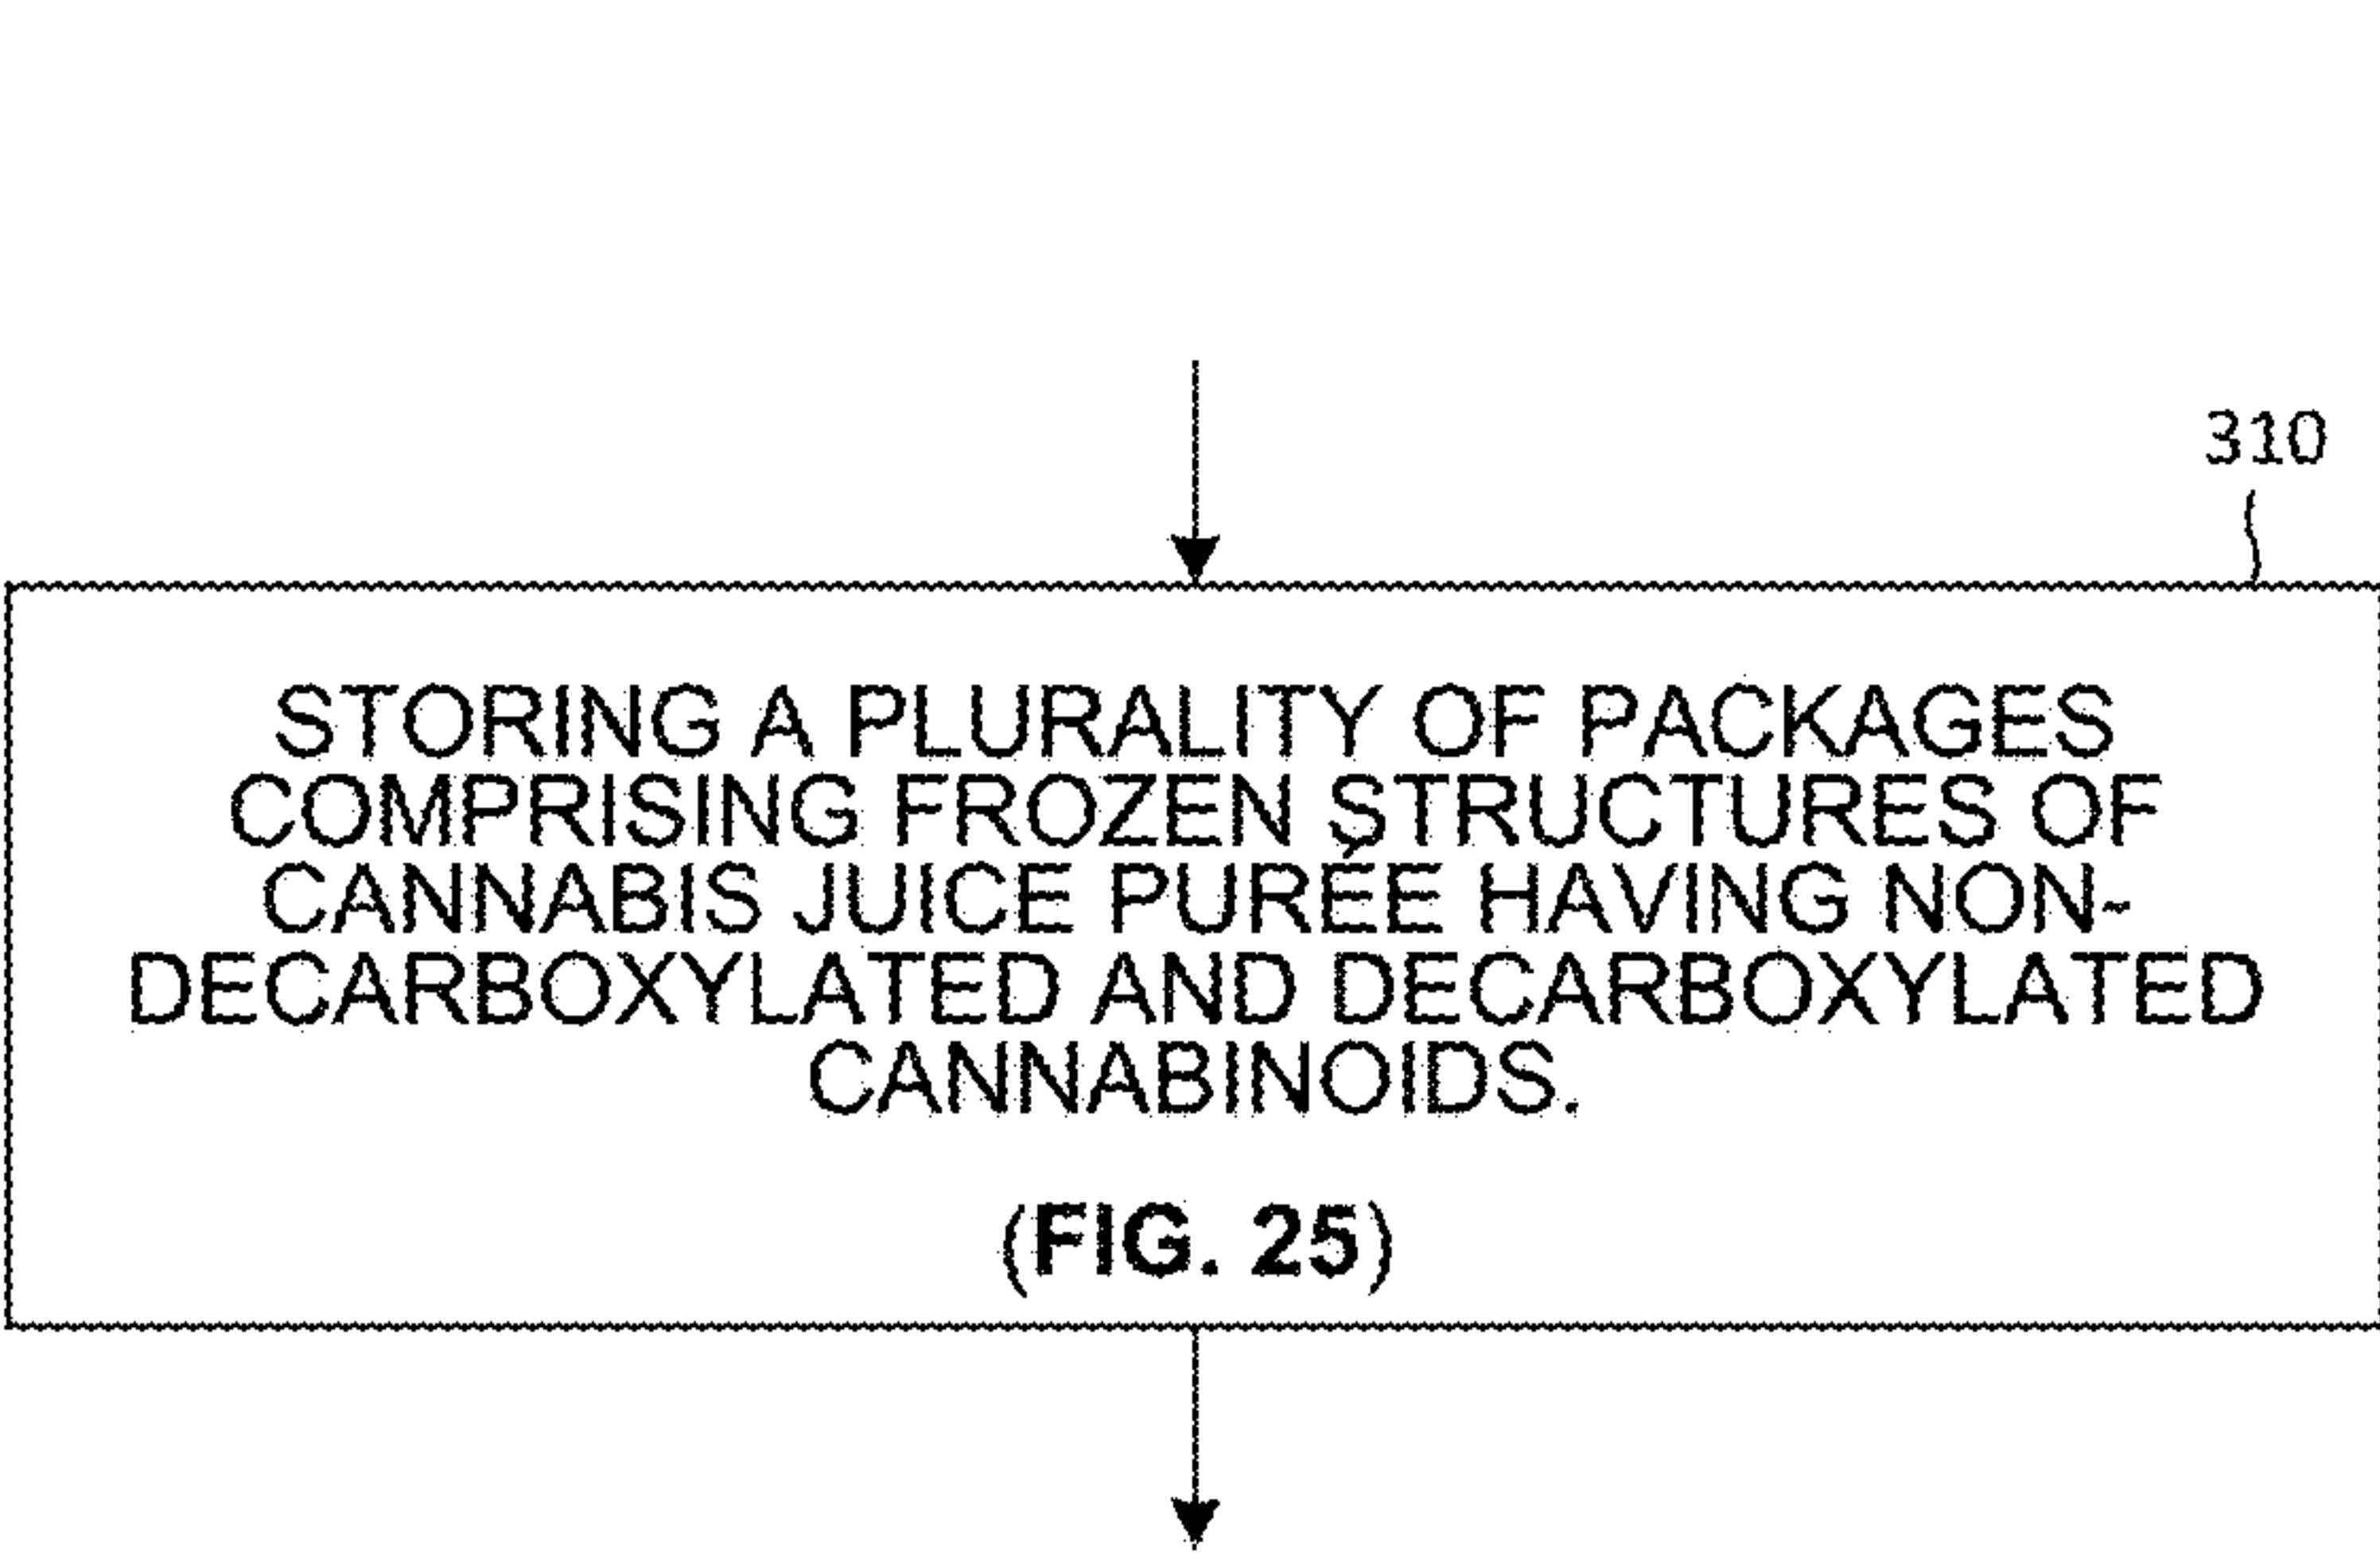 310
STORING A PLURALITY OF PACKAGES
COMPRISING FROZEN STRUCTURES OF
CANNABIS JUICE PURÉE HAVING NON-
DECARBOXYLATED AND DECARBOXYLATED
CANNABINOIDS.
(FIG. 25)